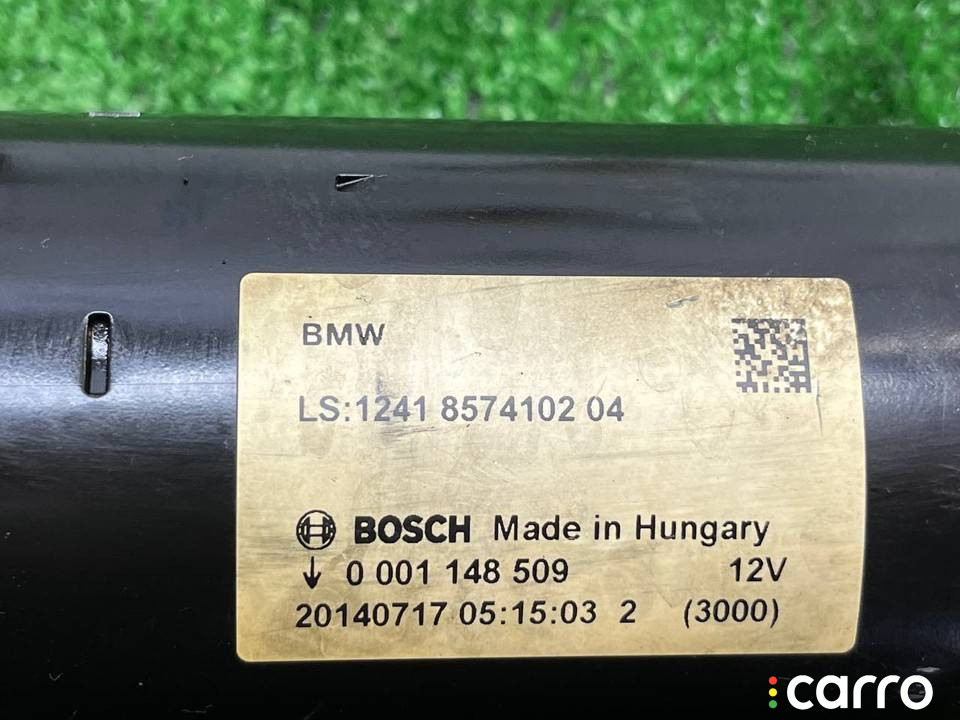 BMW
LS:1241 8574102 04
BOSCH Made in Hungary
↓ 0 001 148 509 12V
20140717 05:15:03 2 (3000)
carro